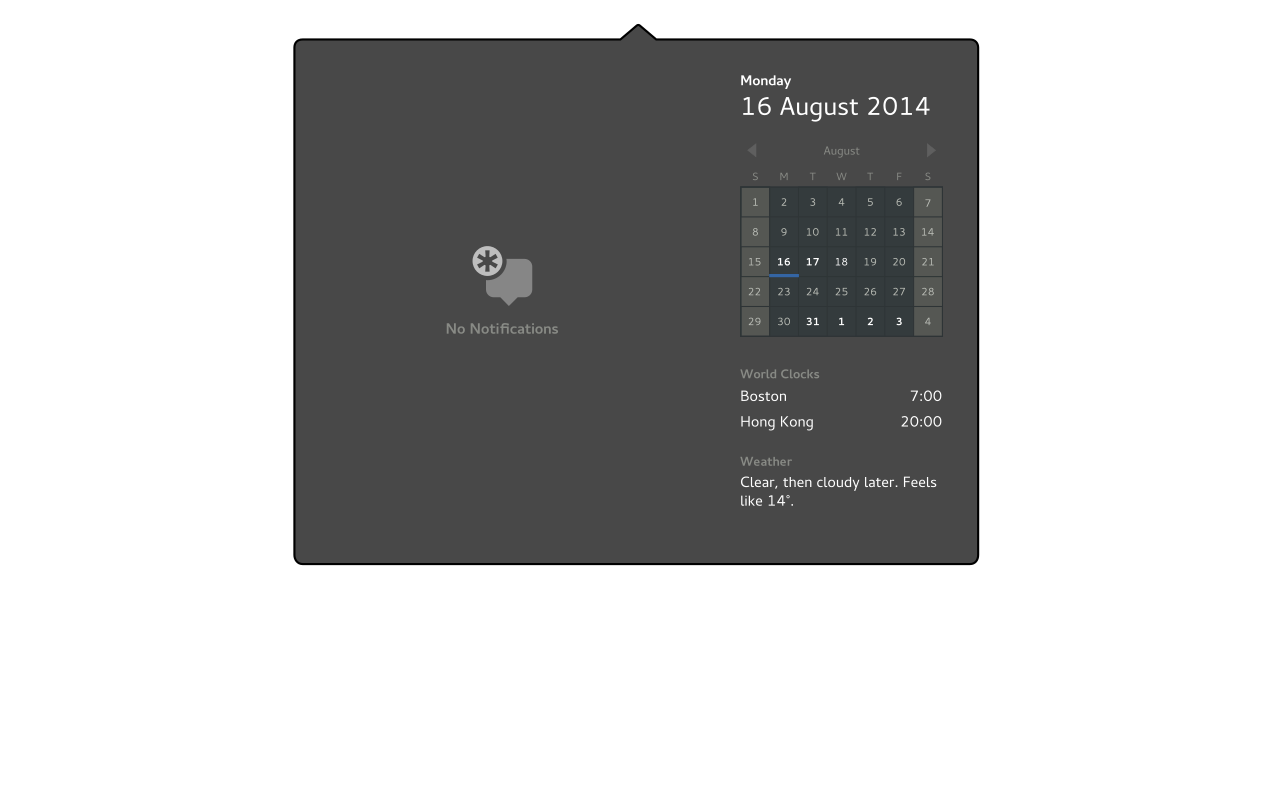 Monday
16 August 2014
August
S M T W T F S
1 2 3 4 5 6 7
8 9 10 11 12 13 14
15 16 17 18 19 20 21
22 23 24 25 26 27 28
29 30 31 1 2 3 4
No Notifications
World Clocks
Boston 7:00
Hong Kong 20:00
Weather
Clear, then cloudy later. Feels
like 14°.